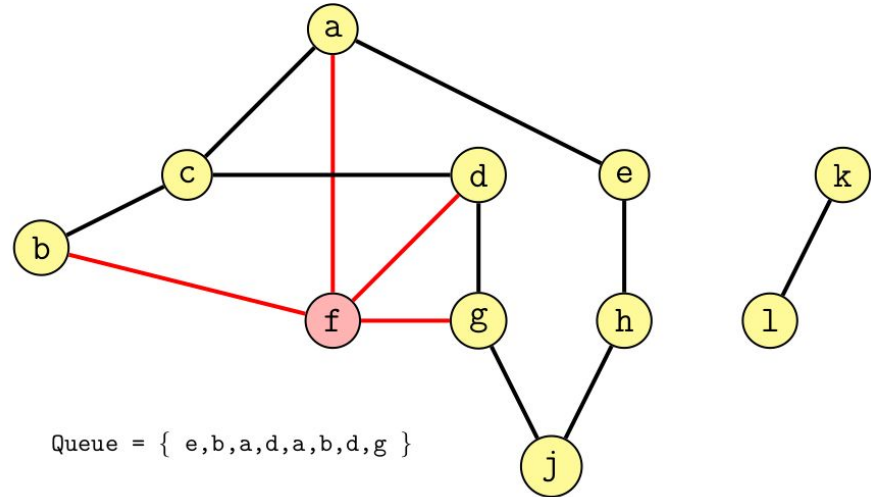 a
c
d
e
k
b
f
g
h
l
Queue = { e,b,a,d,a,b,d,g }
j